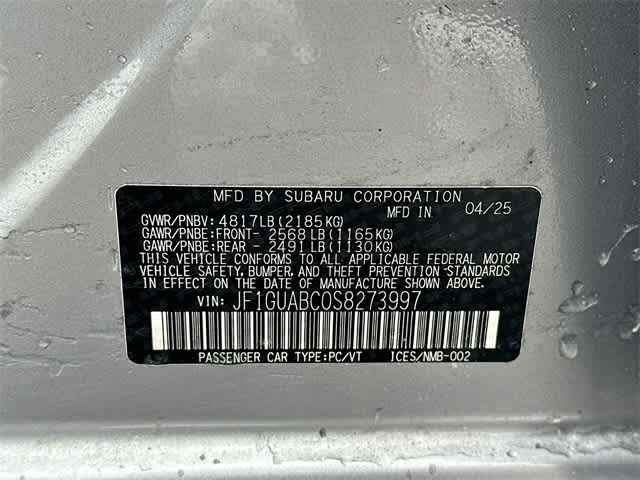 MFD BY SUBARU CORPORATION
MFD IN 04/25
GVWR/PNBV: 4817LB(2185KG)
GAWR/PNBE:FRONT- 2568 LB(1165KG)
GAWR/PNBE:REAR - 2491 LB(1130KG)
THIS VEHICLE CONFORMS TO ALL APPLICABLE FEDERAL MOTOR
VEHICLE SAFETY, BUMPER, AND THEFT PREVENTION STANDARDS
IN EFFECT ON THE DATE OF MANUFACTURE SHOWN ABOVE.
VIN: JF1GUABC0S8273997
PASSENGER CAR TYPE:PC/VT ICES/NMB-002